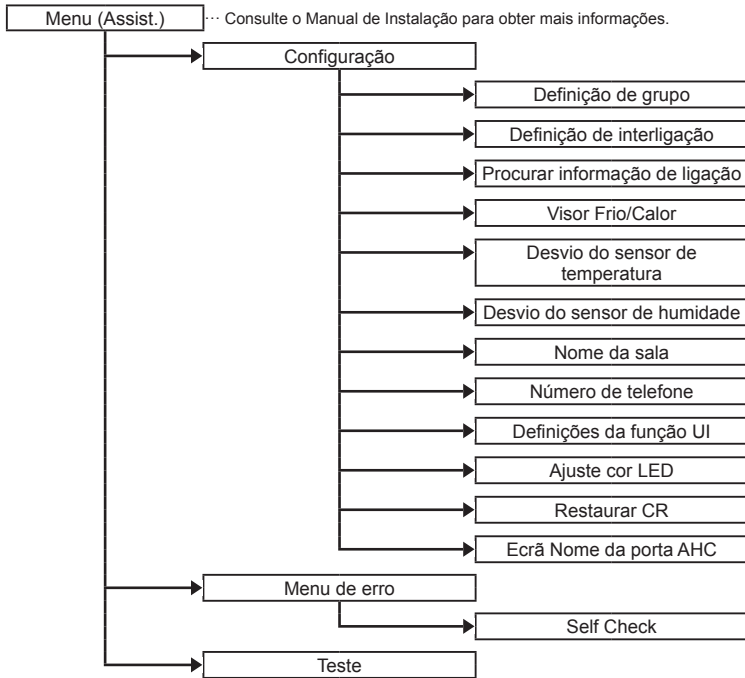 Menu (Assist.) ··· Consulte o Manual de Instalação para obter mais informações.
Configuração
Definição de grupo
Definição de interligação
Procurar informação de ligação
Visor Frio/Calor
Desvio do sensor de
temperatura
Desvio do sensor de humidade
Nome da sala
Número de telefone
Definições da função UI
Ajuste cor LED
Restaurar CR
Ecrã Nome da porta AHC
Menu de erro
Self Check
Teste